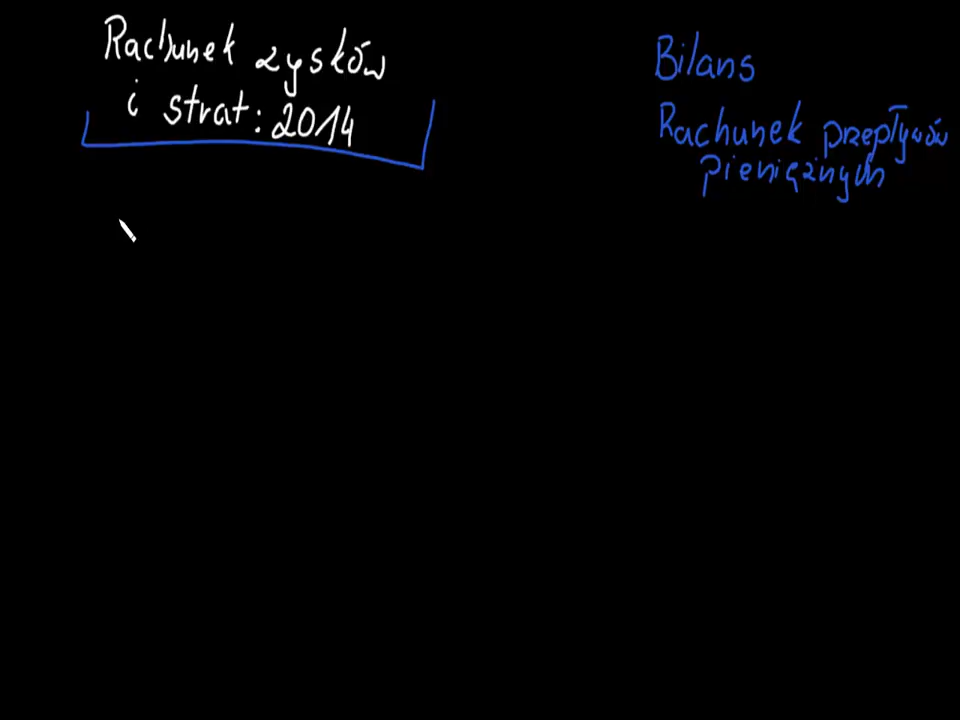 Rachunek zysków
i strat: 2014
Bilans
Rachunek przepływów
pieniężnych